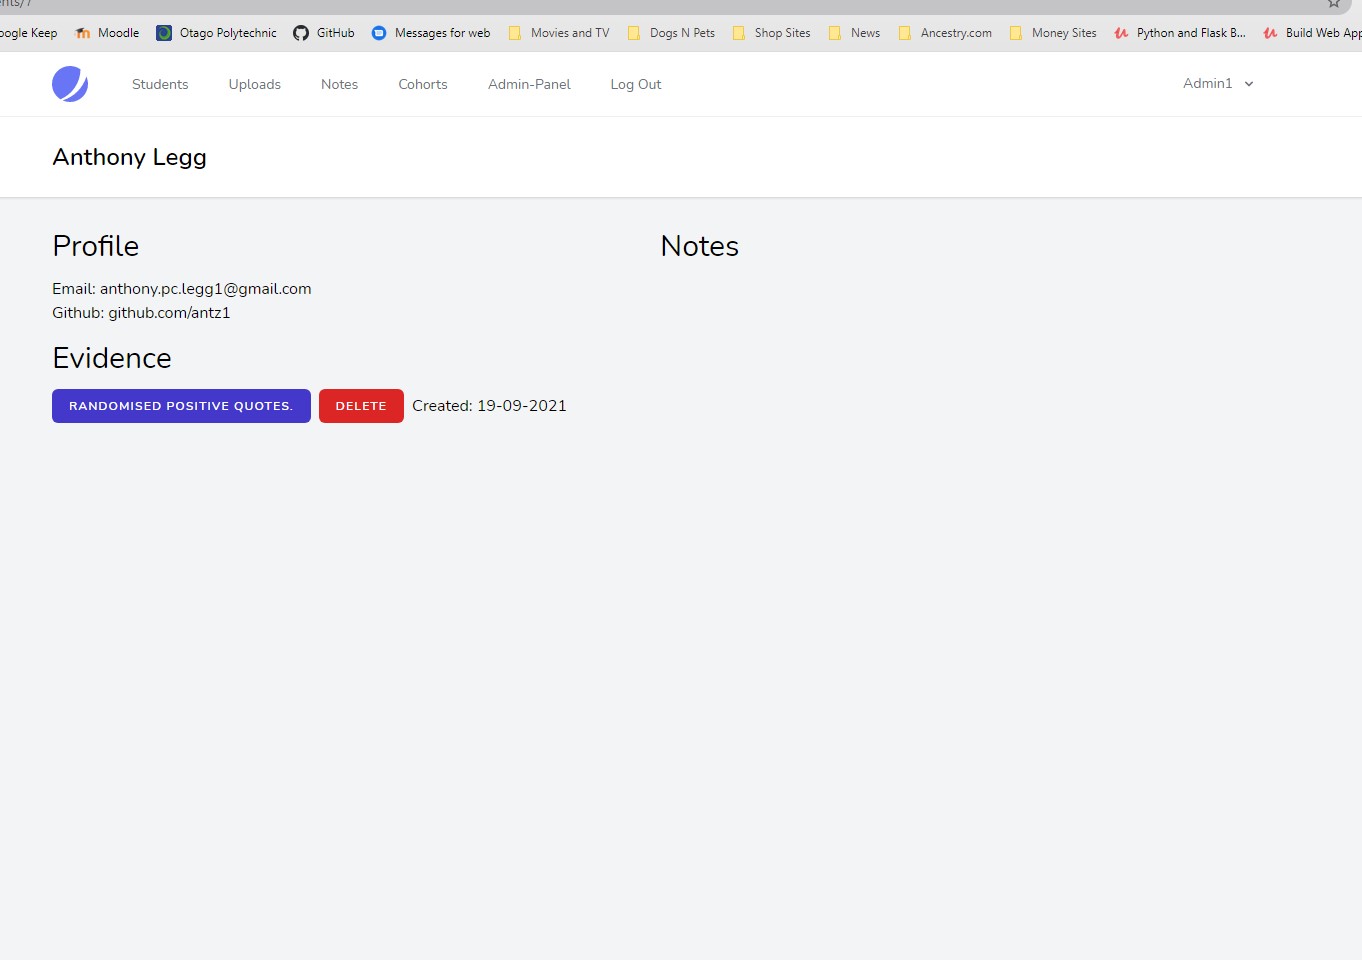 ents/7
oogle Keep Moodle Otago Polytechnic GitHub Messages for web Movies and TV Dogs N Pets Shop Sites News Ancestry.com Money Sites Python and Flask B... Build Web App
Students Uploads Notes Cohorts Admin-Panel Log Out Admin1
Anthony Legg
Profile
Email: anthony.pc.legg1@gmail.com
Github: github.com/antz1
Evidence
RANDOMISED POSITIVE QUOTES. DELETE Created: 19-09-2021
Notes